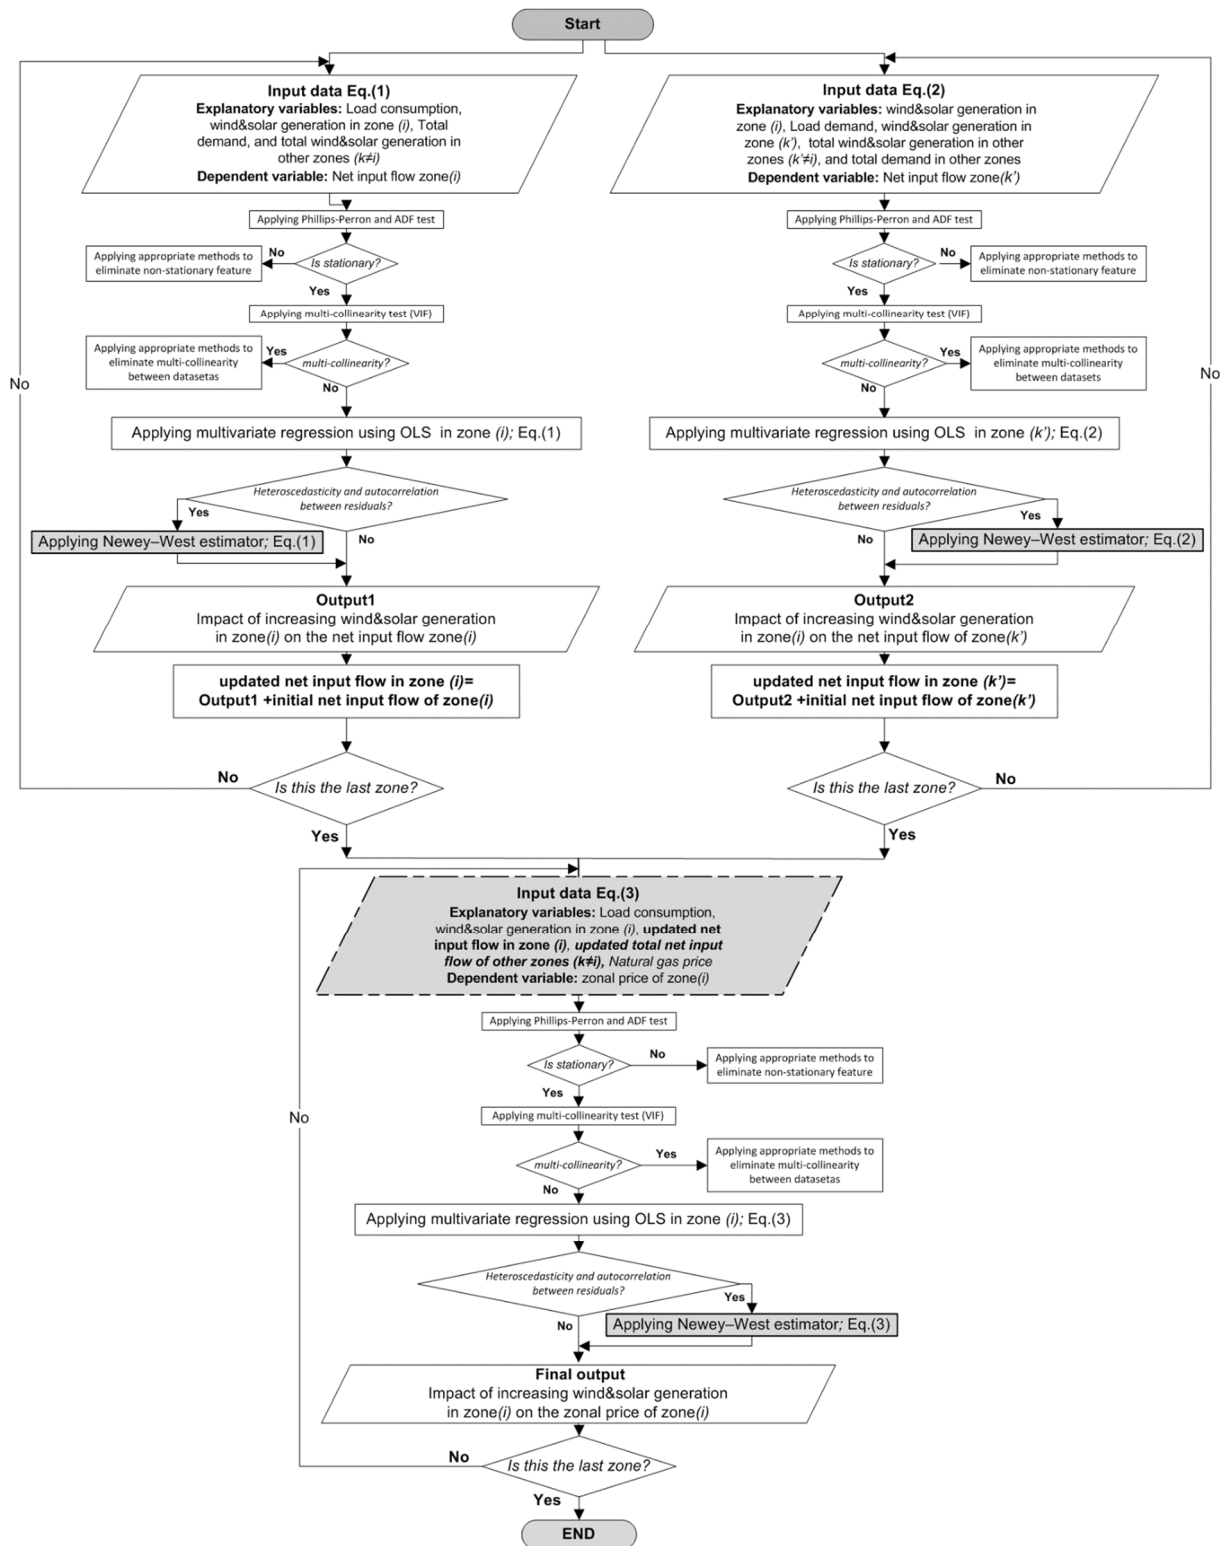 Start
Input data Eq.(1)
Explanatory variables: Load consumption,
wind&solar generation in zone (i), Total
demand, and total wind&solar generation in
other zones (k≠i)
Dependent variable: Net input flow zone(i)
Applying Phillips-Perron and ADF test
Is stationary?
No
Applying appropriate methods to
eliminate non-stationary feature
Yes
Applying multi-collinearity test (VIF)
multi-collinearity?
Yes
Applying appropriate methods to
eliminate multi-collinearity
between datasetas
No
No
Applying multivariate regression using OLS in zone (i); Eq.(1)
Heteroscedasticity and autocorrelation
between residuals?
Yes
Applying Newey–West estimator; Eq.(1)
No
Output1
Impact of increasing wind&solar generation
in zone(i) on the net input flow zone(i)
updated net input flow in zone (i)=
Output1 +initial net input flow of zone(i)
Is this the last zone?
No
Yes
Input data Eq.(2)
Explanatory variables: wind&solar generation in
zone (i), Load demand, wind&solar generation in
zone (k'), total wind&solar generation in other
zones (k'≠i), and total demand in other zones
Dependent variable: Net input flow zone(k')
Applying Phillips-Perron and ADF test
Is stationary?
No
Applying appropriate methods to
eliminate non-stationary feature
Yes
Applying multi-collinearity test (VIF)
multi-collinearity?
Yes
Applying appropriate methods to
eliminate multi-collinearity
between datasets
No
No
Applying multivariate regression using OLS in zone (k'); Eq.(2)
Heteroscedasticity and autocorrelation
between residuals?
Yes
Applying Newey–West estimator; Eq.(2)
No
Output2
Impact of increasing wind&solar generation
in zone(i) on the net input flow of zone(k')
updated net input flow in zone (k')=
Output2 +initial net input flow of zone(k')
Is this the last zone?
No
Yes
Input data Eq.(3)
Explanatory variables: Load consumption,
wind&solar generation in zone (i), updated net
input flow in zone (i), updated total net input
flow of other zones (k≠i), Natural gas price
Dependent variable: zonal price of zone(i)
Applying Phillips-Perron and ADF test
Is stationary?
No
Applying appropriate methods to
eliminate non-stationary feature
Yes
No
Applying multi-collinearity test (VIF)
multi-collinearity?
Yes
Applying appropriate methods to
eliminate multi-collinearity
between datasetas
No
Applying multivariate regression using OLS in zone (i); Eq.(3)
Heteroscedasticity and autocorrelation
between residuals?
Yes
Applying Newey–West estimator; Eq.(3)
No
Final output
Impact of increasing wind&solar generation
in zone(i) on the zonal price of zone(i)
No
Is this the last zone?
Yes
END